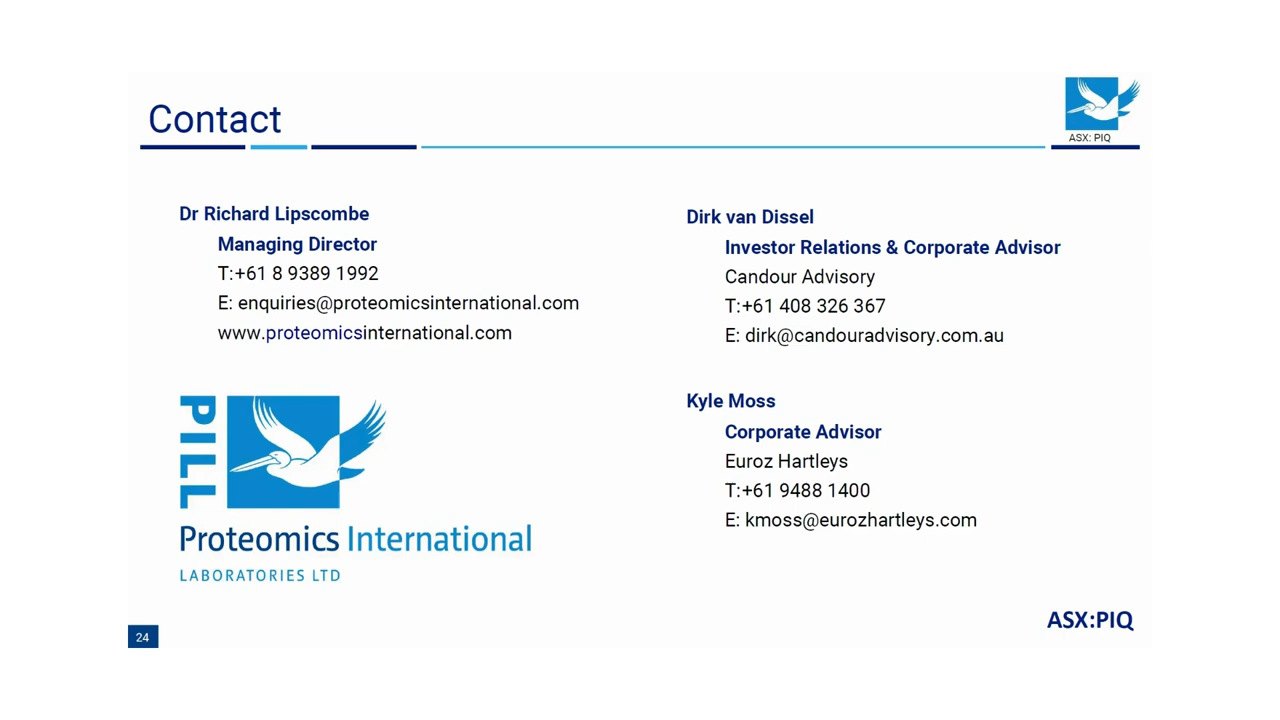 Contact
ASX: PIQ
Dr Richard Lipscombe
Managing Director
T:+61 8 9389 1992
E: enquiries@proteomicsinternational.com
www.proteomicsinternational.com
Dirk van Dissel
Investor Relations & Corporate Advisor
Candour Advisory
T:+61 408 326 367
E: dirk@candouradvisory.com.au
Kyle Moss
Corporate Advisor
Euroz Hartleys
T:+61 9488 1400
E: kmoss@eurozhartleys.com
PILL
Proteomics International
LABORATORIES LTD
ASX:PIQ
24